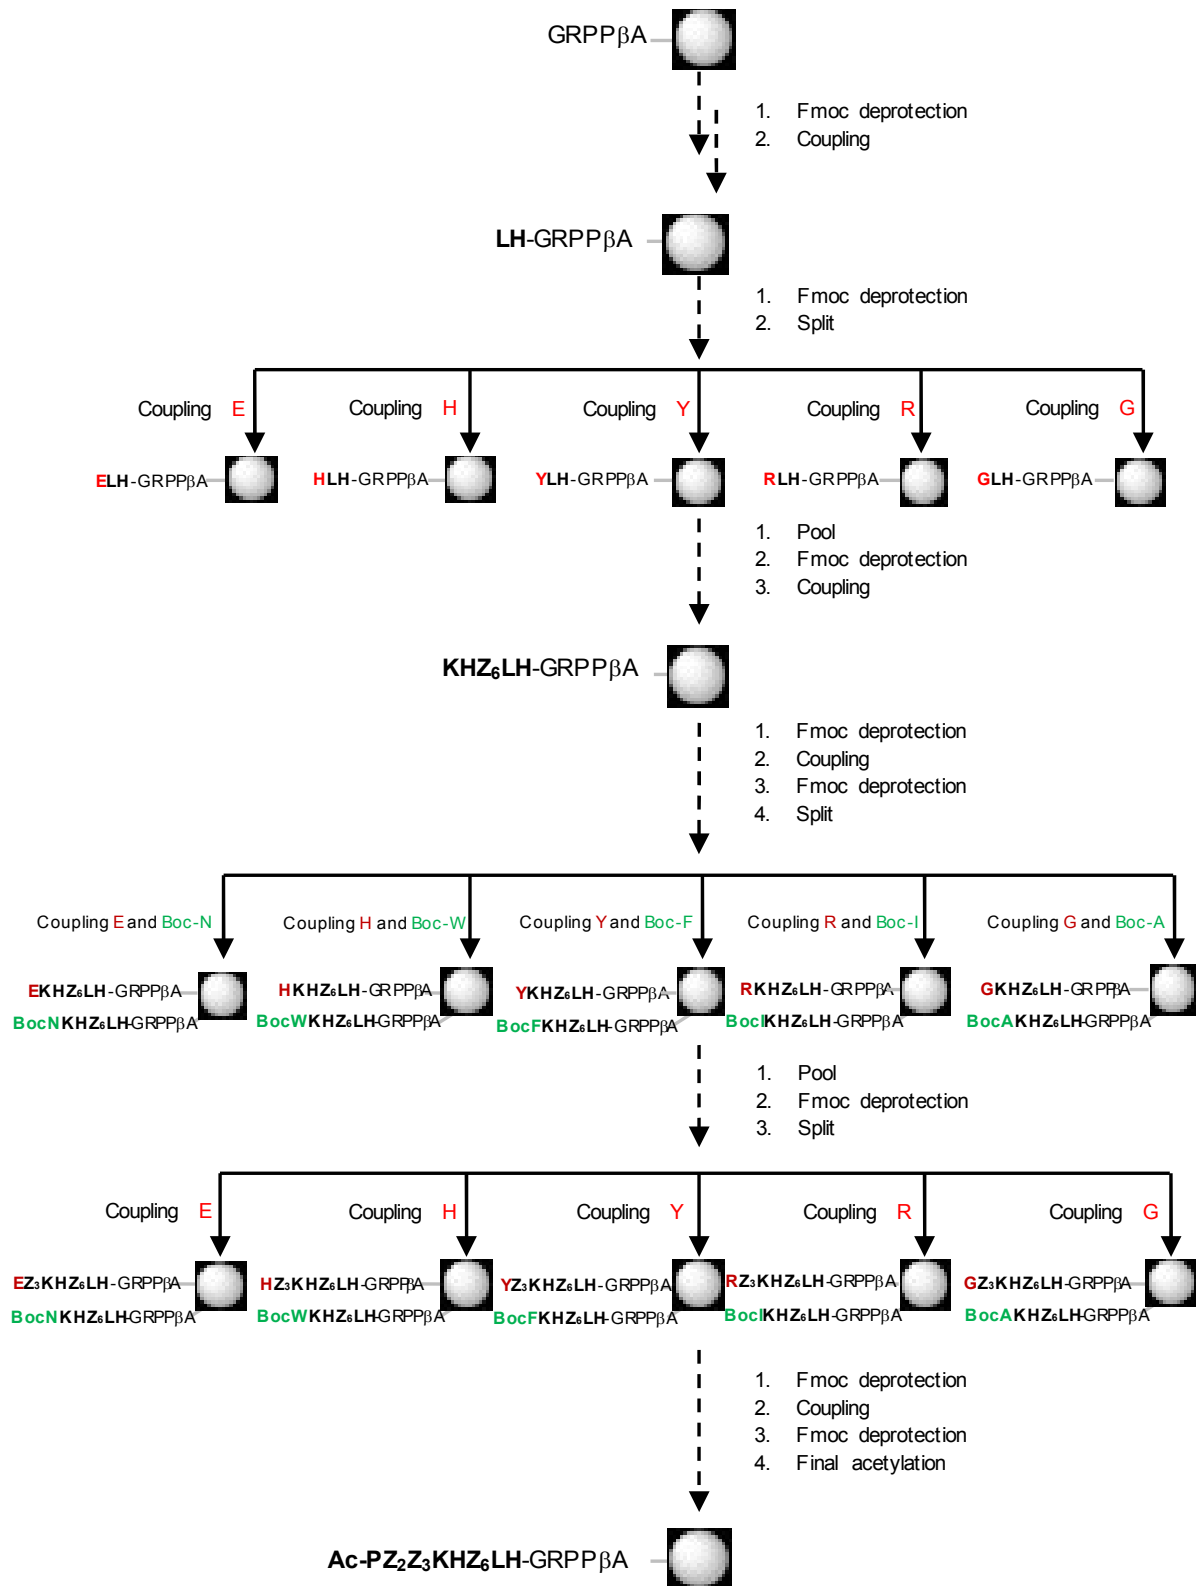 GRPPβA
1. Fmoc deprotection
2. Coupling
LH-GRPPβA
1. Fmoc deprotection
2. Split
Coupling E
Coupling H
Coupling Y
Coupling R
Coupling G
ELH-GRPPβA
HLH-GRPPβA
YLH-GRPPβA
RLH-GRPPβA
GLH-GRPPβA
1. Pool
2. Fmoc deprotection
3. Coupling
KHZ₆LH-GRPPβA
1. Fmoc deprotection
2. Coupling
3. Fmoc deprotection
4. Split
Coupling E and Boc-N
Coupling H and Boc-W
Coupling Y and Boc-F
Coupling R and Boc-I
Coupling G and Boc-A
EKHZ₆LH-GRPPβA
BocNKHZ₆LH-GRPPβA
HKHZ₆LH-GRPPβA
BocWKHZ₆LH-GRPPβA
YKHZ₆LH-GRPPβA
BocFKHZ₆LH-GRPPβA
RKHZ₆LH-GRPPβA
BocIKHZ₆LH-GRPPβA
GKHZ₆LH-GRPPβA
BocAKHZ₆LH-GRPPβA
1. Pool
2. Fmoc deprotection
3. Split
Coupling E
Coupling H
Coupling Y
Coupling R
Coupling G
EZ₃KHZ₆LH-GRPPβA
BocNKHZ₆LH-GRPPβA
HZ₃KHZ₆LH-GRPPβA
BocWKHZ₆LH-GRPPβA
YZ₃KHZ₆LH-GRPPβA
BocFKHZ₆LH-GRPPβA
RZ₃KHZ₆LH-GRPPβA
BocIKHZ₆LH-GRPPβA
GZ₃KHZ₆LH-GRPPβA
BocAKHZ₆LH-GRPPβA
1. Fmoc deprotection
2. Coupling
3. Fmoc deprotection
4. Final acetylation
Ac-PZ₂Z₃KHZ₆LH-GRPPβA